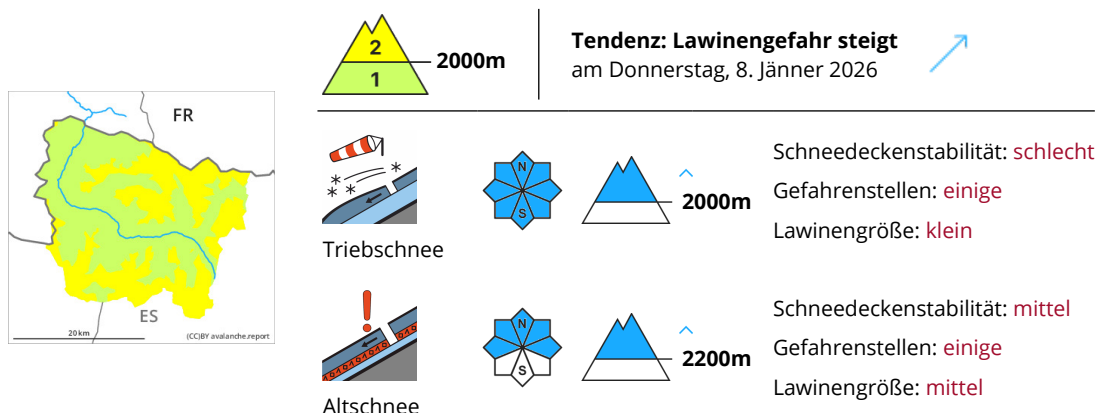 2
2000m
1
Tendenz: Lawinengefahr steigt
am Donnerstag, 8. Jänner 2026
FR
ES
20 km
(CC)BY avalanche.report
N
S
2000m
Triebschnee
Schneedeckenstabilität: schlecht
Gefahrenstellen: einige
Lawinengröße: klein
N
S
2200m
Altschnee
Schneedeckenstabilität: mittel
Gefahrenstellen: einige
Lawinengröße: mittel